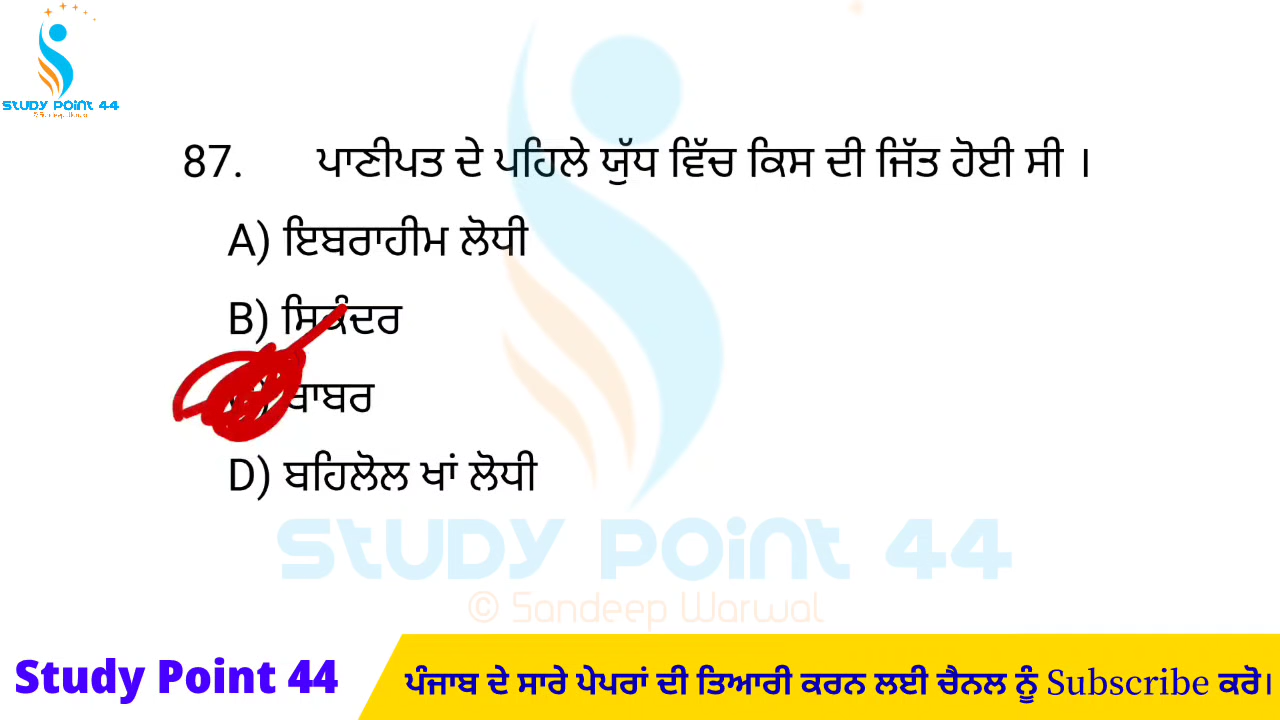 STUDY POINT 44
87. ਪਾਣੀਪਤ ਦੇ ਪਹਿਲੇ ਯੁੱਧ ਵਿੱਚ ਕਿਸ ਦੀ ਜਿੱਤ ਹੋਈ ਸੀ ।
A) ਇਬਰਾਹੀਮ ਲੋਧੀ
B) ਸਿਕੰਦਰ
ਬਾਬਰ
D) ਬਹਿਲੋਲ ਖਾਂ ਲੋਧੀ
STUDY POINT 44
© Sandeep Warwal
Study Point 44
ਪੰਜਾਬ ਦੇ ਸਾਰੇ ਪੇਪਰਾਂ ਦੀ ਤਿਆਰੀ ਕਰਨ ਲਈ ਚੈਨਲ ਨੂੰ Subscribe ਕਰੋ।